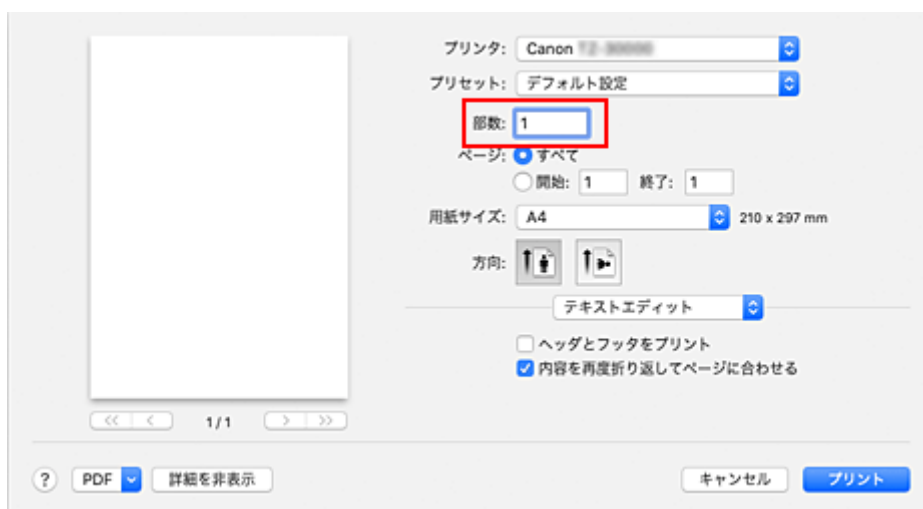 プリンタ: Canon
プリセット: デフォルト設定
部数: 1
ページ: すべて
開始: 1 終了: 1
用紙サイズ: A4 210 x 297 mm
方向:
テキストエディット
ヘッダとフッタをプリント
内容を再度折り返してページに合わせる
<< < 1/1 > >>
? PDF 詳細を非表示 キャンセル プリント